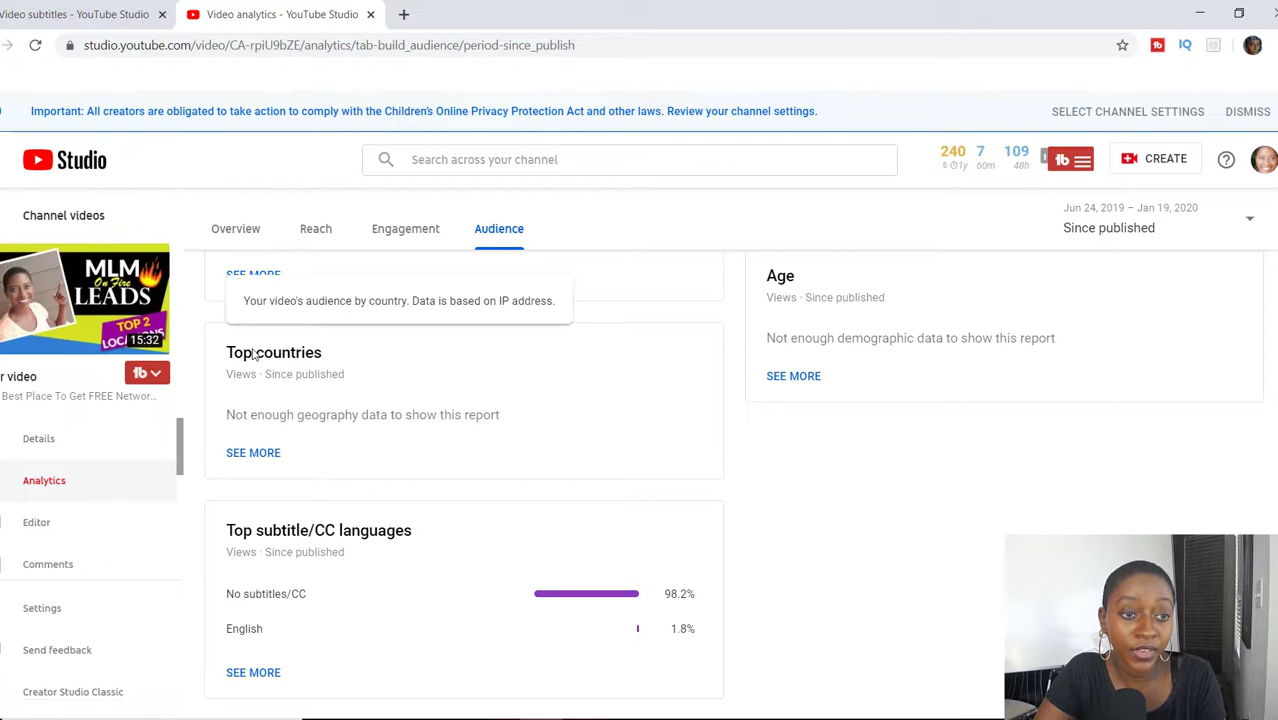 Video subtitles - YouTube Studio
Video analytics - YouTube Studio
studio.youtube.com/video/CA-rpiU9bZE/analytics/tab-build_audience/period-since_publish
Important: All creators are obligated to take action to comply with the Children's Online Privacy Protection Act and other laws. Review your channel settings.
SELECT CHANNEL SETTINGS
DISMISS
Studio
Search across your channel
240 7 109
1y 60m 48h
CREATE
Channel videos
Overview
Reach
Engagement
Audience
Jun 24, 2019 – Jan 19, 2020
Since published
MLM
On Fire
LEADS
TOP 2
15:32
r video
Best Place To Get FREE Networ...
Details
Analytics
Editor
Comments
Settings
Send feedback
Creator Studio Classic
SEE MORE
Your video's audience by country. Data is based on IP address.
Top countries
Views · Since published
Not enough geography data to show this report
SEE MORE
Top subtitle/CC languages
Views · Since published
No subtitles/CC 98.2%
English 1.8%
SEE MORE
Age
Views · Since published
Not enough demographic data to show this report
SEE MORE